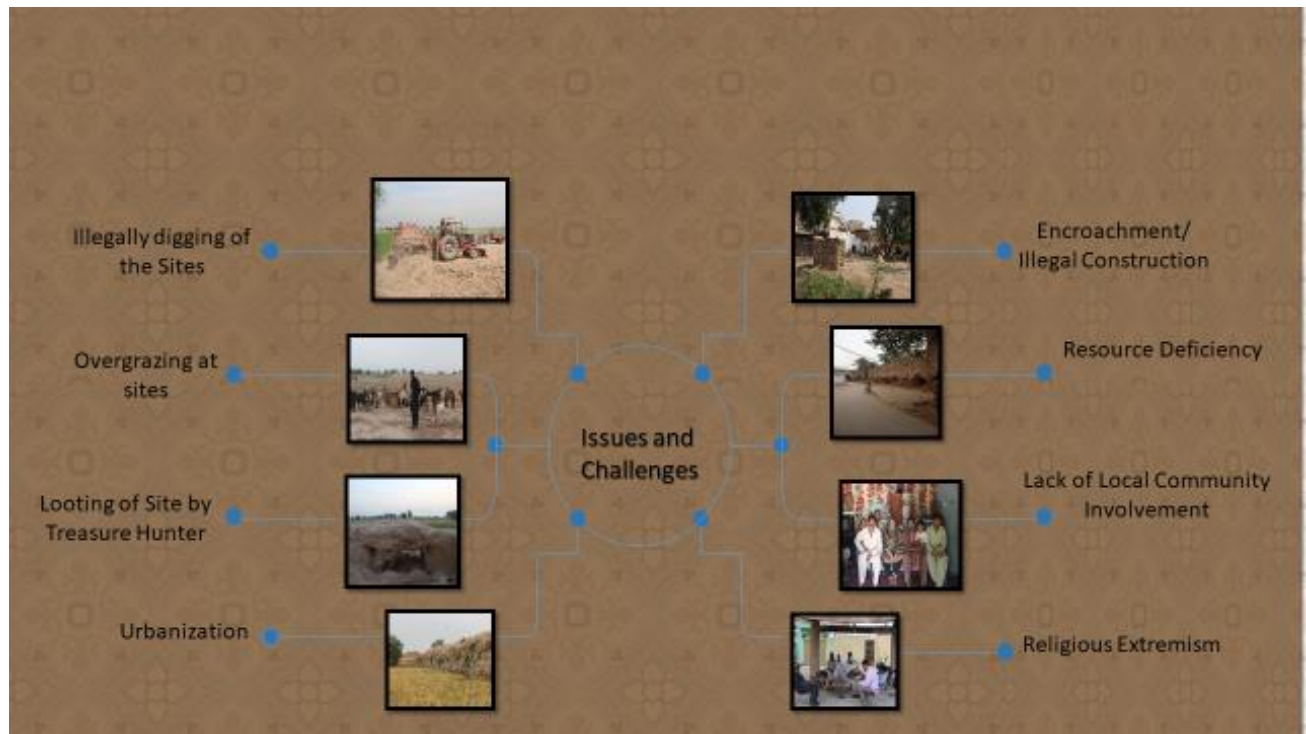 Illegally digging of
the Sites
Overgrazing at
sites
Looting of Site by
Treasure Hunter
Urbanization
Issues and
Challenges
Encroachment/
Illegal Construction
Resource Deficiency
Lack of Local Community
Involvement
Religious Extremism